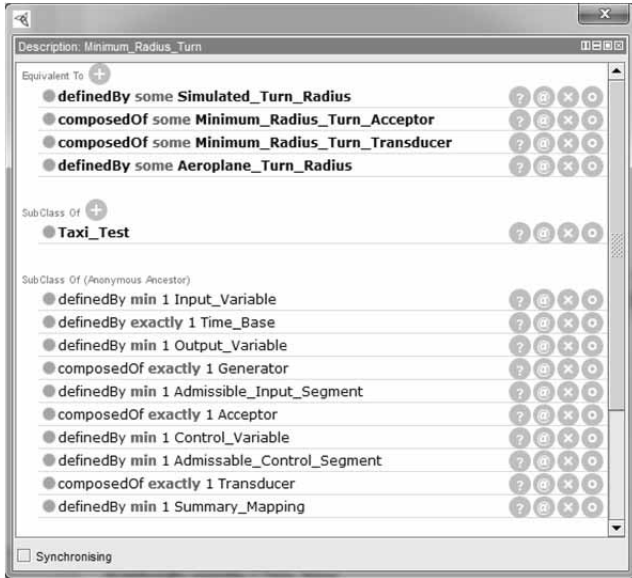 Description: Minimum_Radius_Turn
Equivalent To
definedBy some Simulated_Turn_Radius
composedOf some Minimum_Radius_Turn_Acceptor
composedOf some Minimum_Radius_Turn_Transducer
definedBy some Aeroplane_Turn_Radius
SubClass Of
Taxi_Test
SubClass Of (Anonymous Ancestor)
definedBy min 1 Input_Variable
definedBy exactly 1 Time_Base
definedBy min 1 Output_Variable
composedOf exactly 1 Generator
definedBy min 1 Admissible_Input_Segment
composedOf exactly 1 Acceptor
definedBy min 1 Control_Variable
definedBy min 1 Admissable_Control_Segment
composedOf exactly 1 Transducer
definedBy min 1 Summary_Mapping
Synchronising